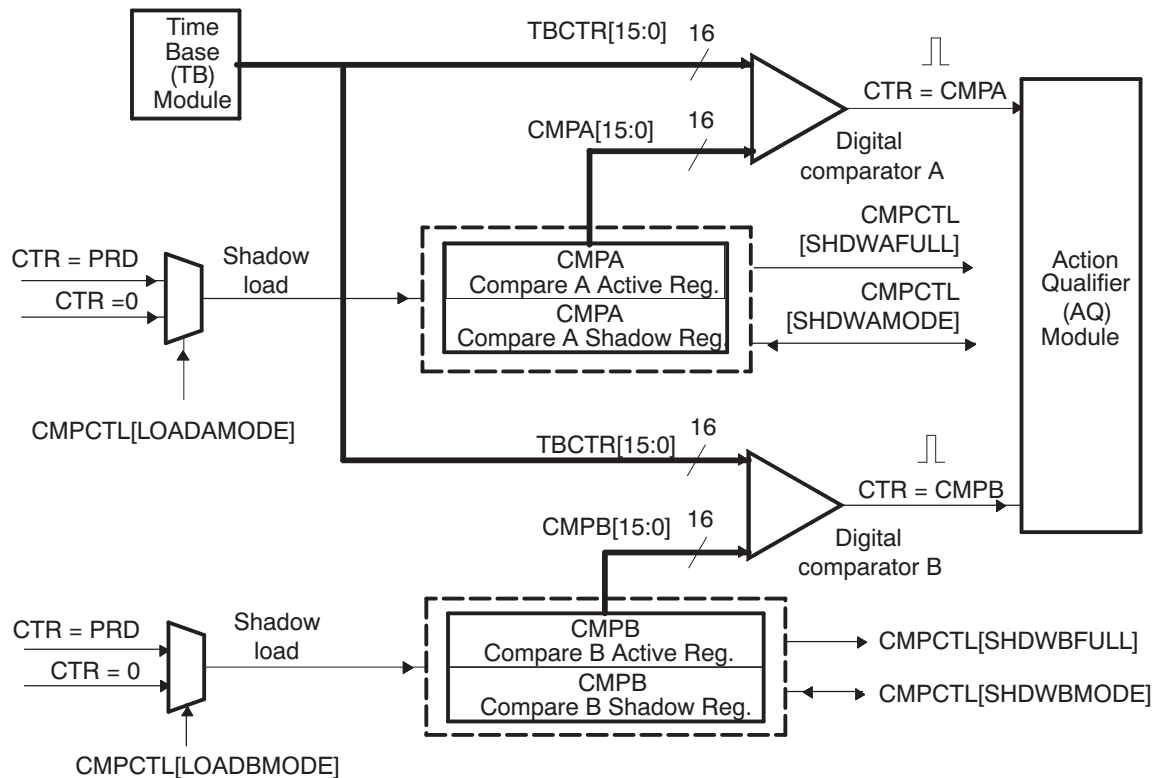 Time
Base
(TB)
Module
TBCTR[15:0]
16
CTR = CMPA
CMPA[15:0]
16
Digital
comparator A
CTR = PRD
CTR =0
Shadow
load
CMPA
Compare A Active Reg.
CMPA
Compare A Shadow Reg.
CMPCTL
[SHDWAFULL]
CMPCTL
[SHDWAMODE]
Action
Qualifier
(AQ)
Module
CMPCTL[LOADAMODE]
TBCTR[15:0]
16
CTR = CMPB
CMPB[15:0]
16
Digital
comparator B
CTR = PRD
CTR = 0
Shadow
load
CMPB
Compare B Active Reg.
CMPB
Compare B Shadow Reg.
CMPCTL[SHDWBFULL]
CMPCTL[SHDWBMODE]
CMPCTL[LOADBMODE]